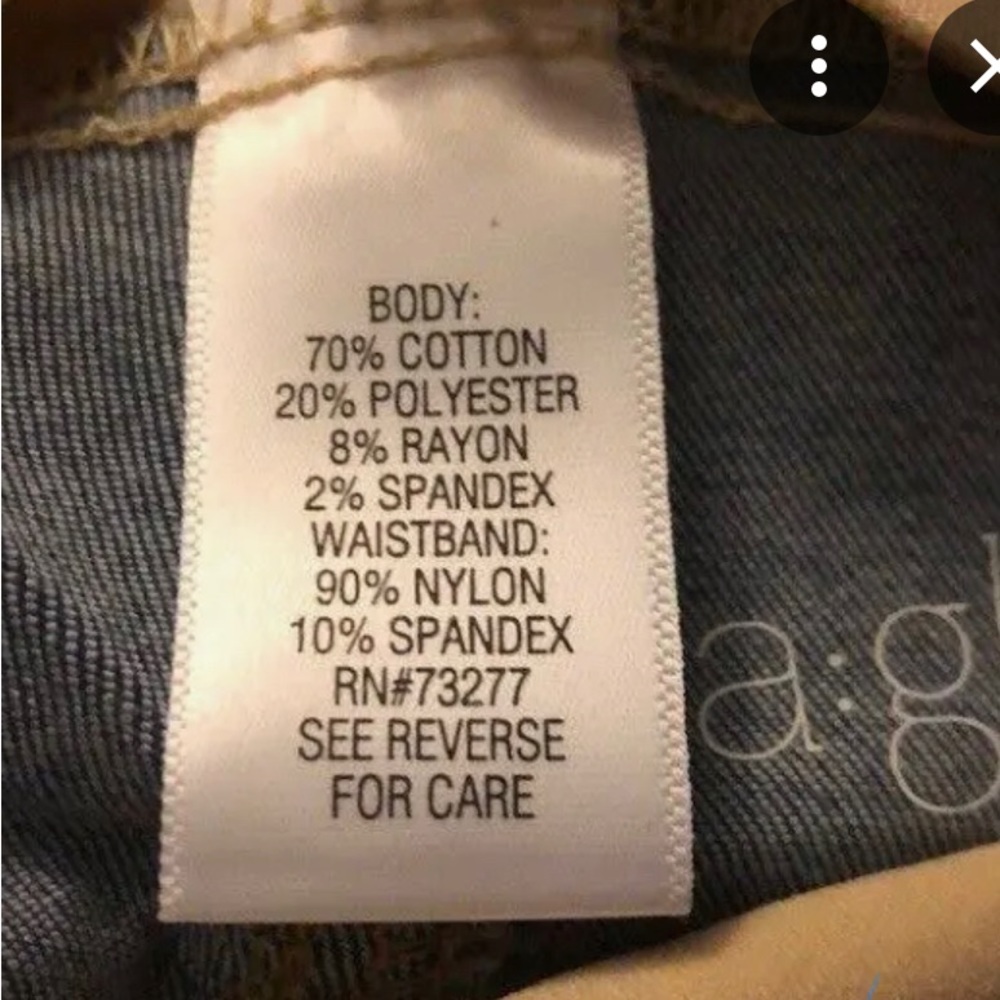 BODY:
70% COTTON
20% POLYESTER
8% RAYON
2% SPANDEX
WAISTBAND:
90% NYLON
10% SPANDEX
RN#73277
SEE REVERSE
FOR CARE
a:g